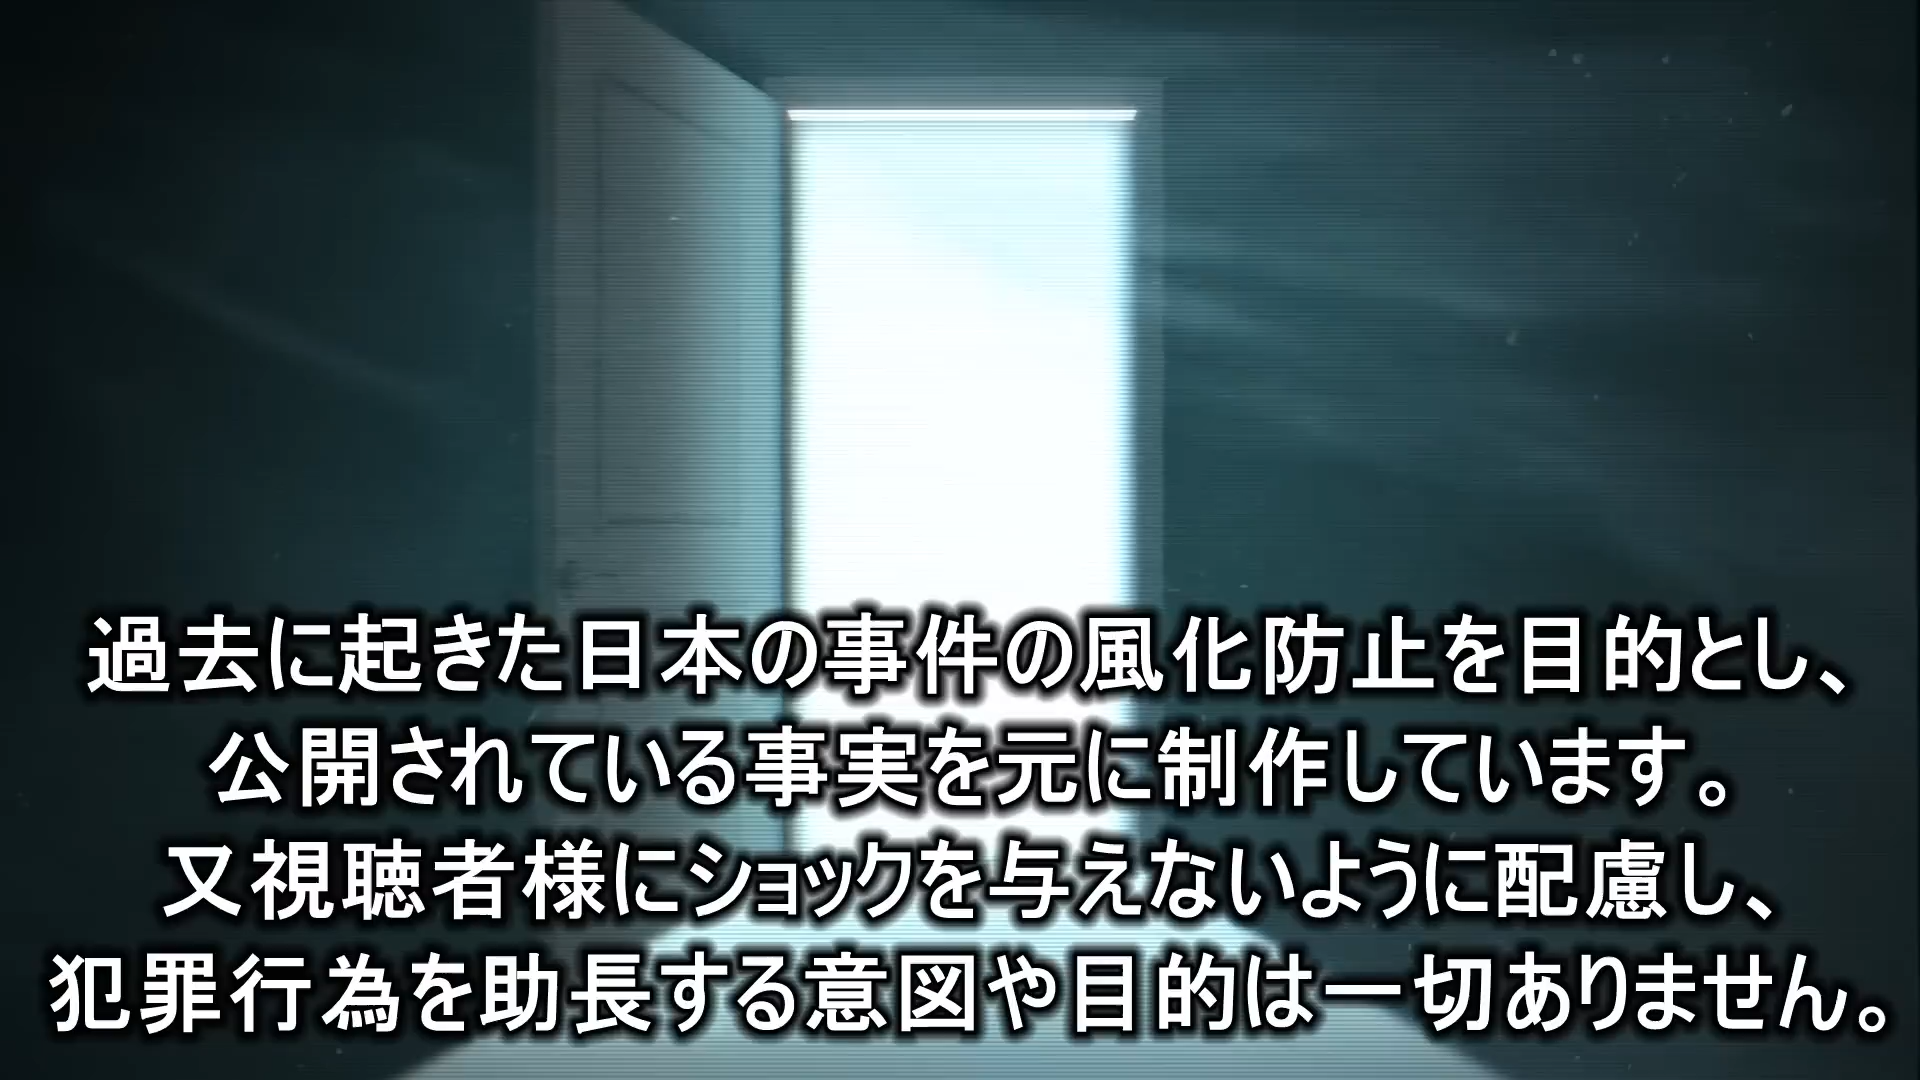 過去に起きた日本の事件の風化防止を目的とし、
公開されている事実を元に制作しています。
又視聴者様にショックを与えないように配慮し、
犯罪行為を助長する意図や目的は一切ありません。